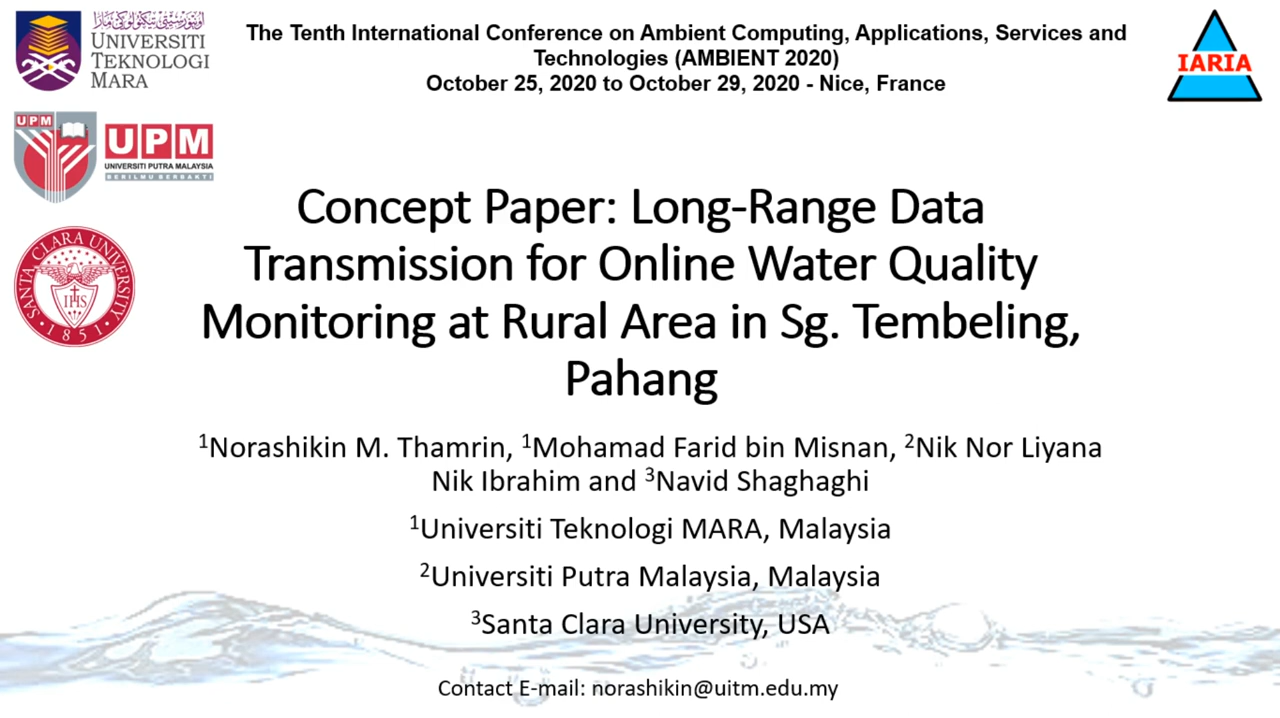 UNIVERSITI
TEKNOLOGI
MARA
The Tenth International Conference on Ambient Computing, Applications, Services and
Technologies (AMBIENT 2020)
October 25, 2020 to October 29, 2020 - Nice, France
IARIA
UPM
UPM
UNIVERSITI PUTRA MALAYSIA
BERILMU BERBAKTI
SANTA CLARA UNIVERSITY
IHS
1851
Concept Paper: Long-Range Data
Transmission for Online Water Quality
Monitoring at Rural Area in Sg. Tembeling,
Pahang
¹Norashikin M. Thamrin, ¹Mohamad Farid bin Misnan, ²Nik Nor Liyana
Nik Ibrahim and ³Navid Shaghaghi
¹Universiti Teknologi MARA, Malaysia
²Universiti Putra Malaysia, Malaysia
³Santa Clara University, USA
Contact E-mail: norashikin@uitm.edu.my